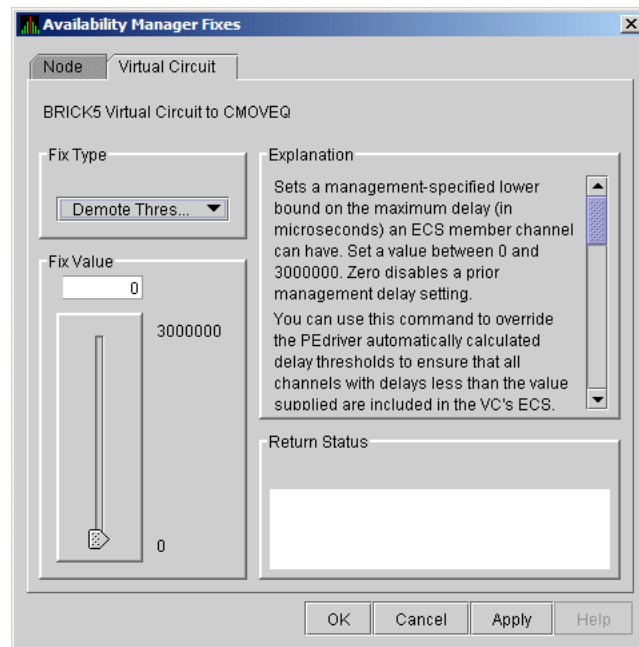 Availability Manager Fixes
Node
Virtual Circuit
BRICK5 Virtual Circuit to CMOVEQ
Fix Type
Demote Thres...
Fix Value
0
3000000
0
Explanation
Sets a management-specified lower
bound on the maximum delay (in
microseconds) an ECS member channel
can have. Set a value between 0 and
3000000. Zero disables a prior
management delay setting.
You can use this command to override
the PEdriver automatically calculated
delay thresholds to ensure that all
channels with delays less than the value
supplied are included in the VC's ECS.
Return Status
OK
Cancel
Apply
Help